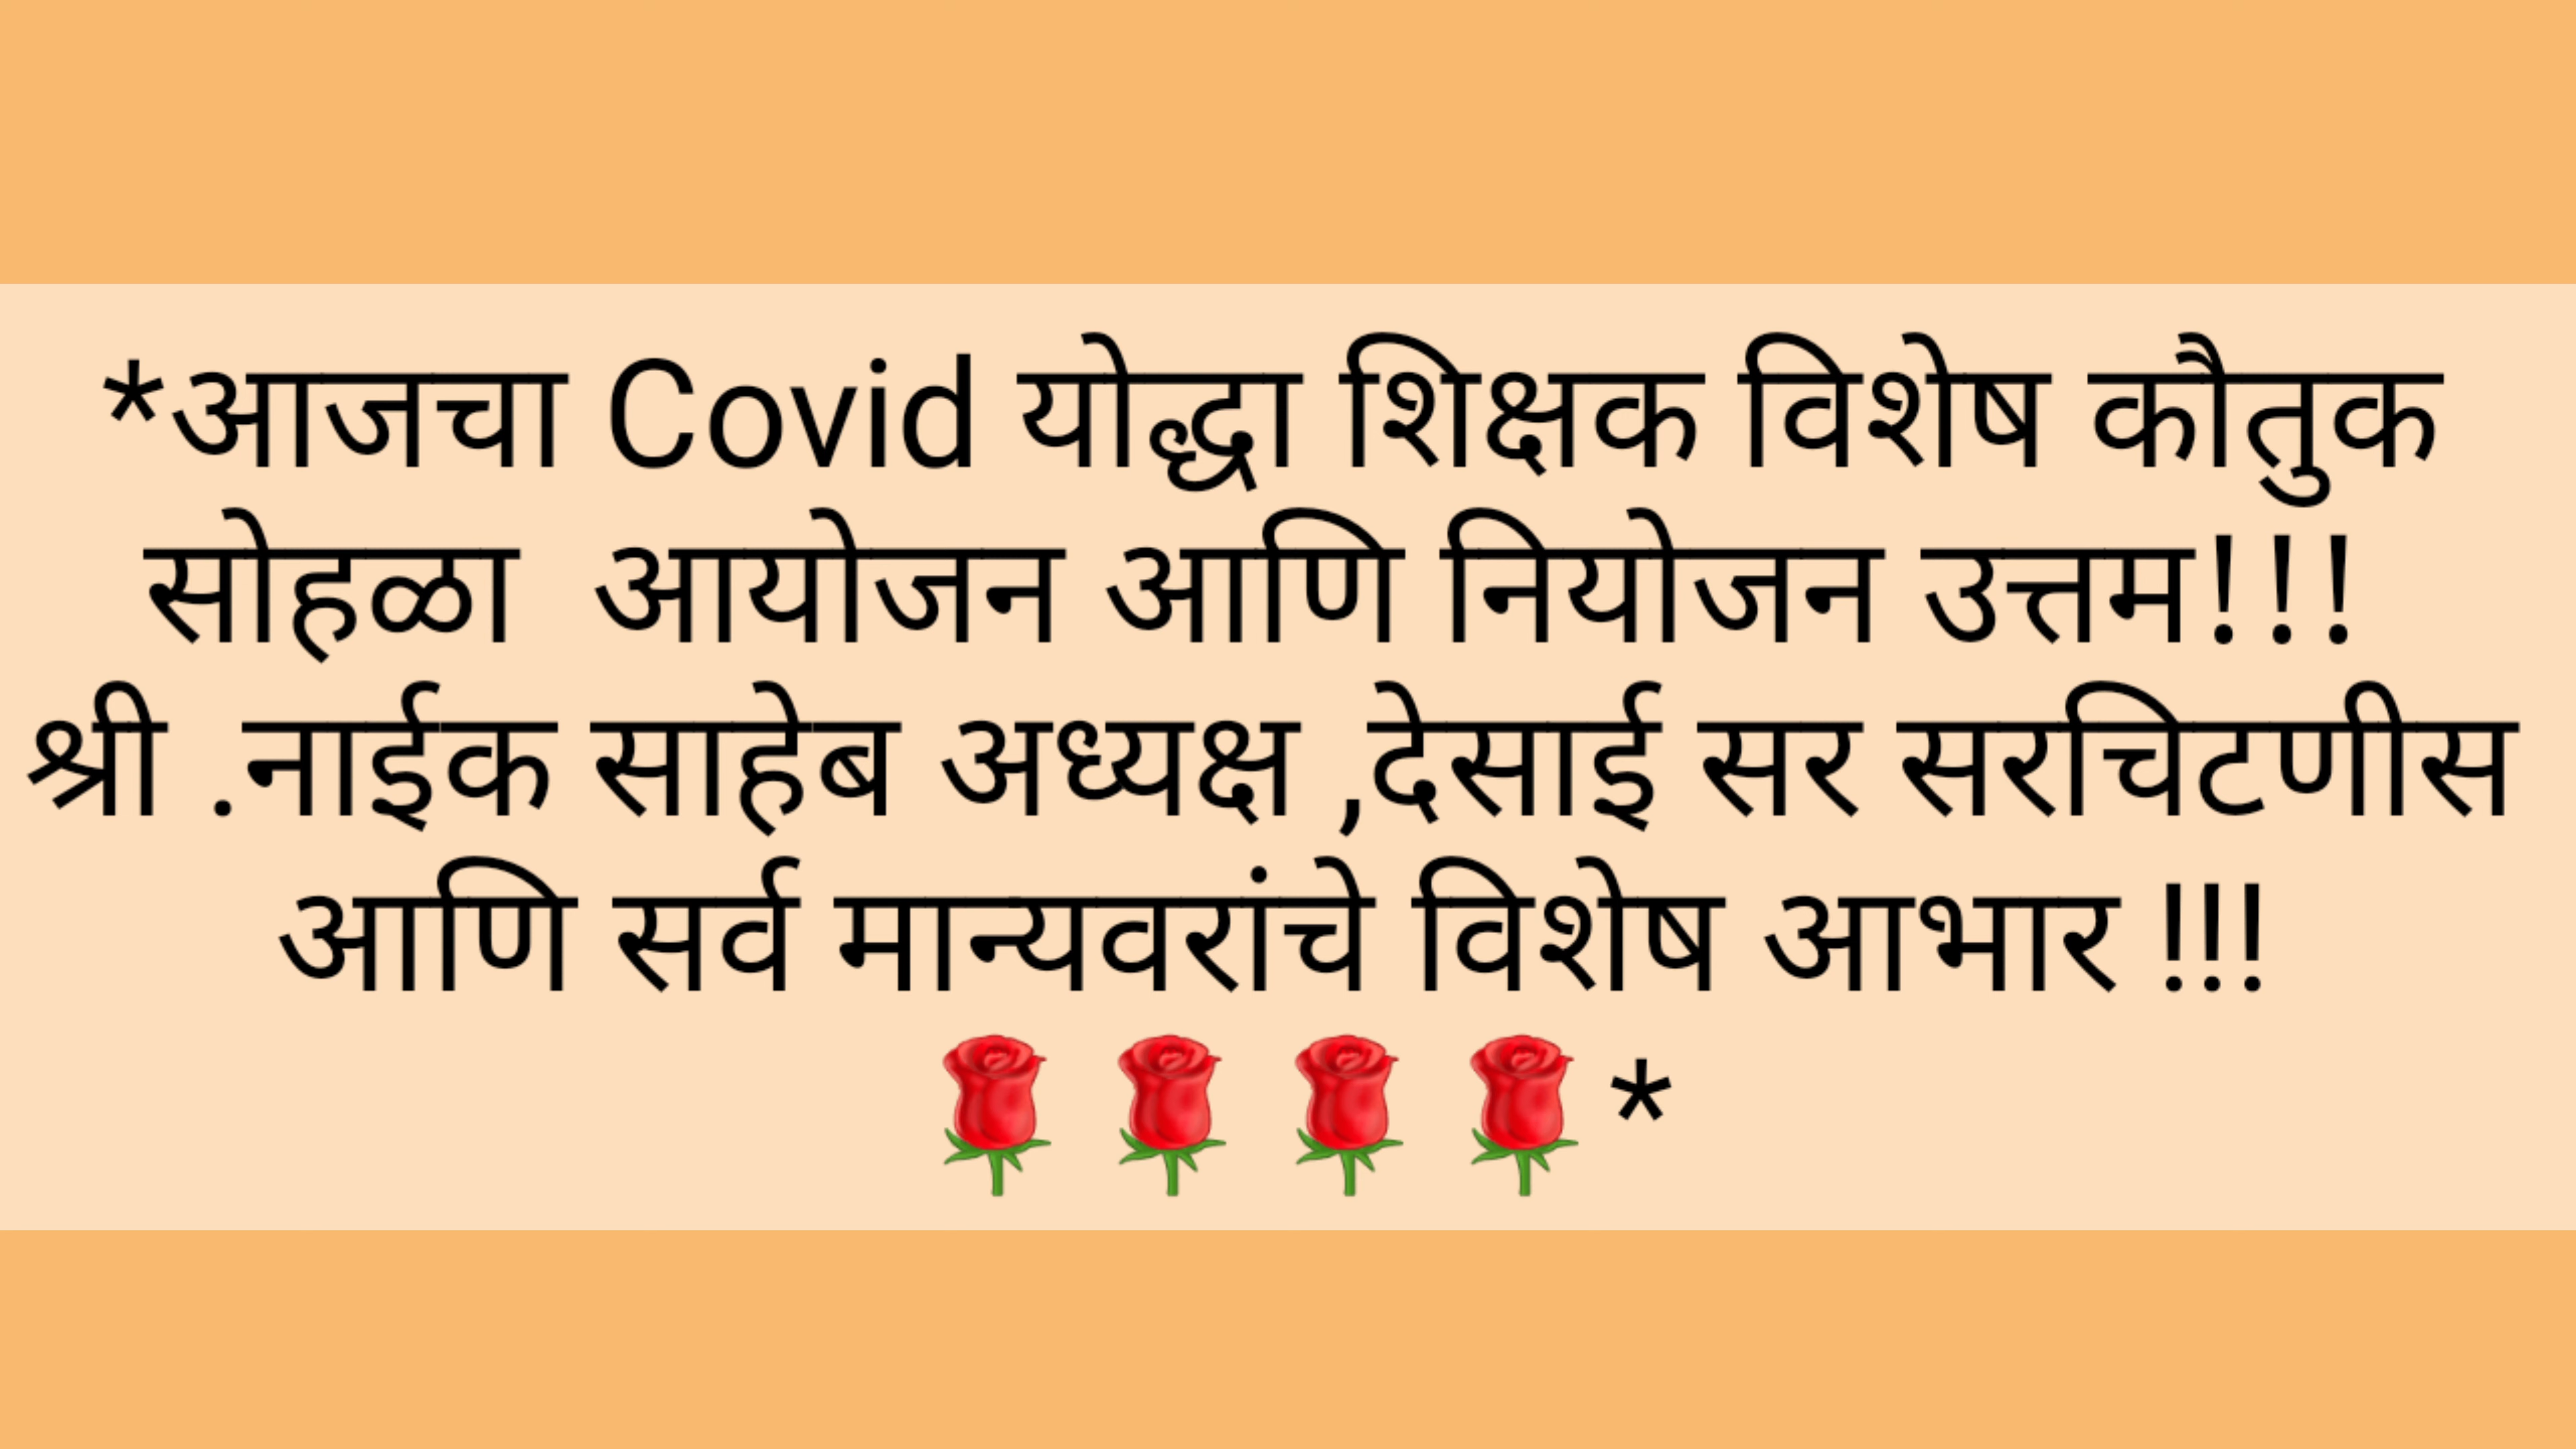 *आजचा Covid योद्धा शिक्षक विशेष कौतुक
सोहळा  आयोजन आणि नियोजन उत्तम!!!
श्री .नाईक साहेब अध्यक्ष ,देसाई सर सरचिटणीस
आणि सर्व मान्यवरांचे विशेष आभार !!!
🌹🌹🌹🌹*